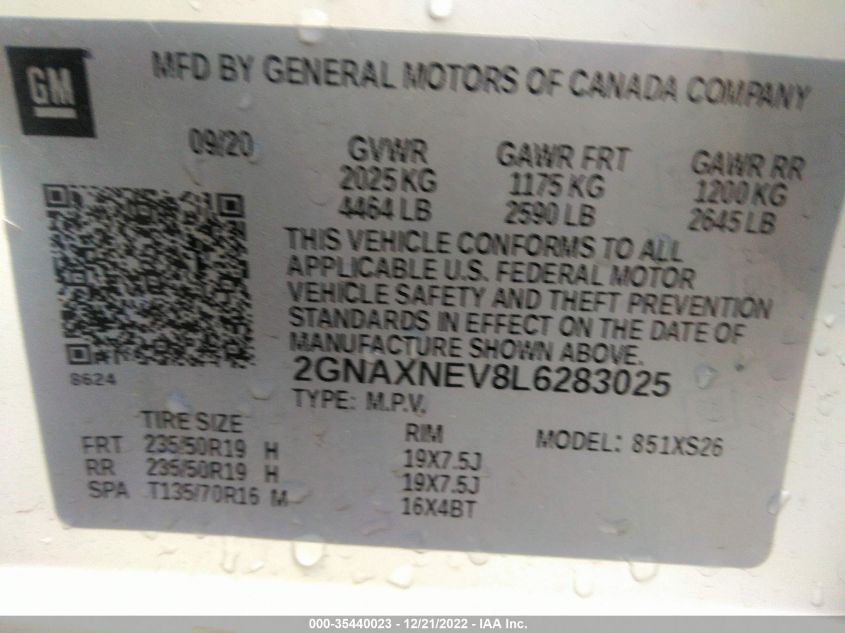 GM
MFD BY GENERAL MOTORS OF CANADA COMPANY
09/20 GVWR GAWR FRT GAWR RR
2025 KG 1175 KG 1200 KG
4464 LB 2590 LB 2645 LB
THIS VEHICLE CONFORMS TO ALL
APPLICABLE U.S. FEDERAL MOTOR
VEHICLE SAFETY AND THEFT PREVENTION
STANDARDS IN EFFECT ON THE DATE OF
MANUFACTURE SHOWN ABOVE.
8624 2GNAXNEV8L6283025
TYPE: M.P.V.
TIRE SIZE RIM MODEL: 851XS26
FRT 235/50R19 H 19X7.5J
RR 235/50R19 H 19X7.5J
SPA T135/70R16 M 16X4BT
000-35440023 - 12/21/2022 - IAA Inc.